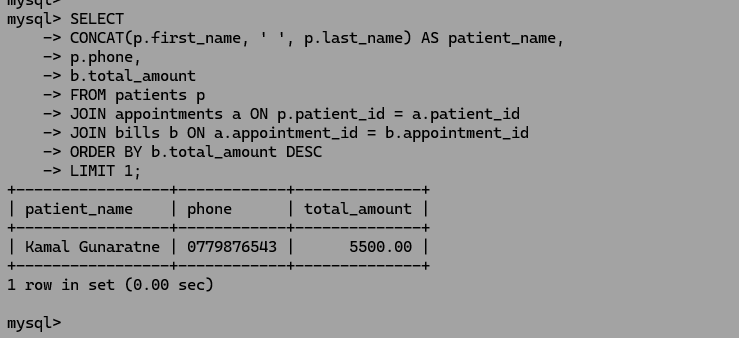 mysql>
mysql> SELECT
    -> CONCAT(p.first_name, ' ', p.last_name) AS patient_name,
    -> p.phone,
    -> b.total_amount
    -> FROM patients p
    -> JOIN appointments a ON p.patient_id = a.patient_id
    -> JOIN bills b ON a.appointment_id = b.appointment_id
    -> ORDER BY b.total_amount DESC
    -> LIMIT 1;
+-----------------+------------+--------------+
| patient_name    | phone      | total_amount |
+-----------------+------------+--------------+
| Kamal Gunaratne | 0779876543 |      5500.00 |
+-----------------+------------+--------------+
1 row in set (0.00 sec)
mysql>